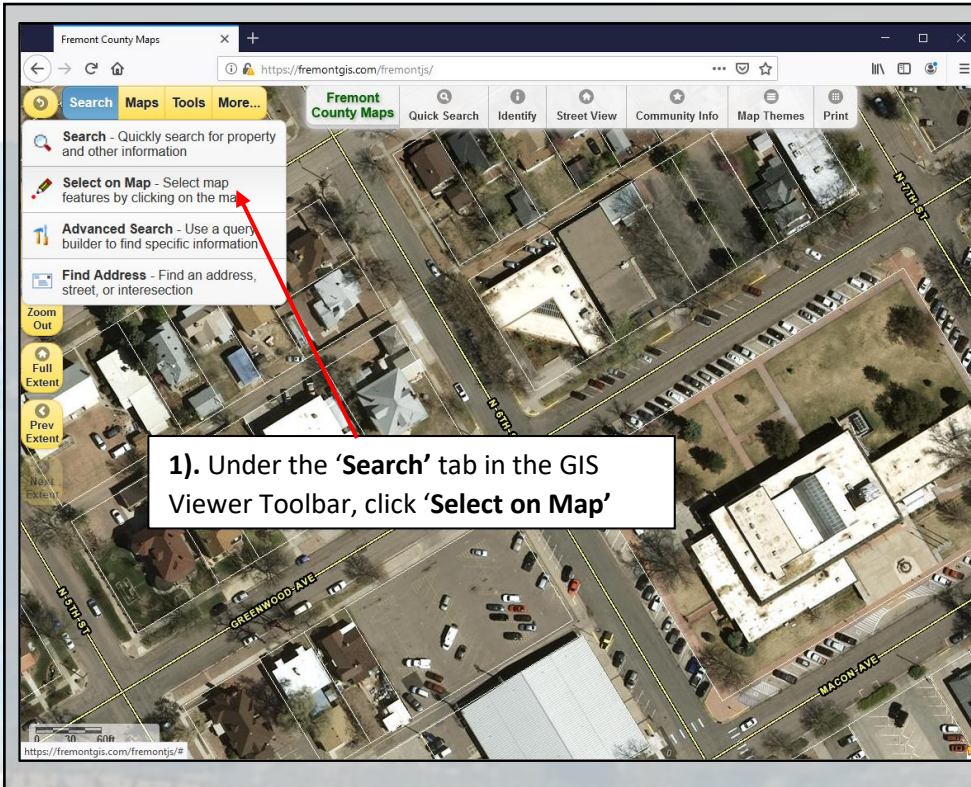 Fremont County Maps
https://fremontgis.com/fremontjs/
Search Maps Tools More...
Fremont
County Maps
Quick Search
Identify
Street View
Community Info
Map Themes
Print
Search - Quickly search for property
and other information
Select on Map - Select map
features by clicking on the ma
Advanced Search - Use a query
builder to find specific information
Find Address - Find an address,
street, or interesection
Zoom
Out
Full
Extent
Prev
Extent
Next
Extent
N-7TH-ST
N-6TH-S
1). Under the ‘Search’ tab in the GIS
Viewer Toolbar, click ‘Select on Map’
N-5TH-ST
GREENWOOD-AVE
MACON-AVE
0 30 60ft
https://fremontgis.com/fremontjs/#